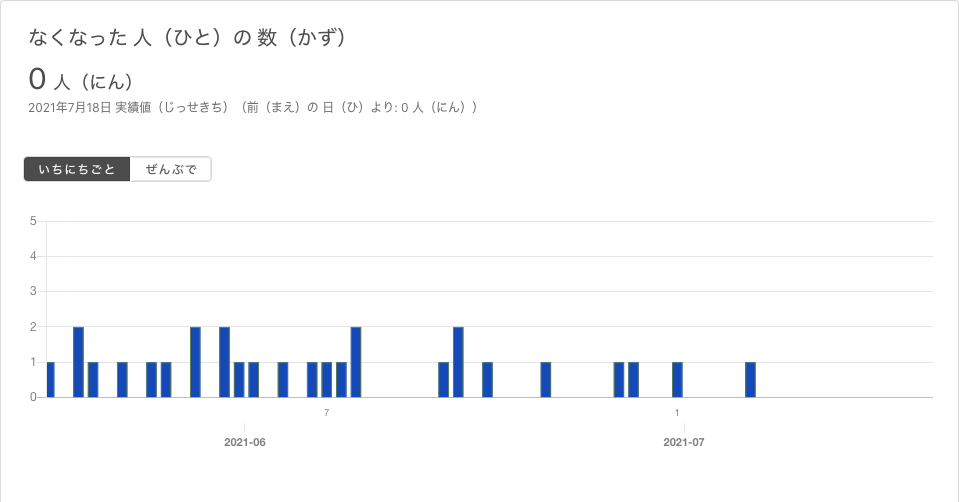 なくなった 人（ひと）の 数（かず）
0 人（にん）
2021年7月18日 実績値（じっせきち）（前（まえ）の 日（ひ）より: 0 人（にん））
いちにちごと ぜんぶで
5
4
3
2
1
0
7 1
2021-06 2021-07